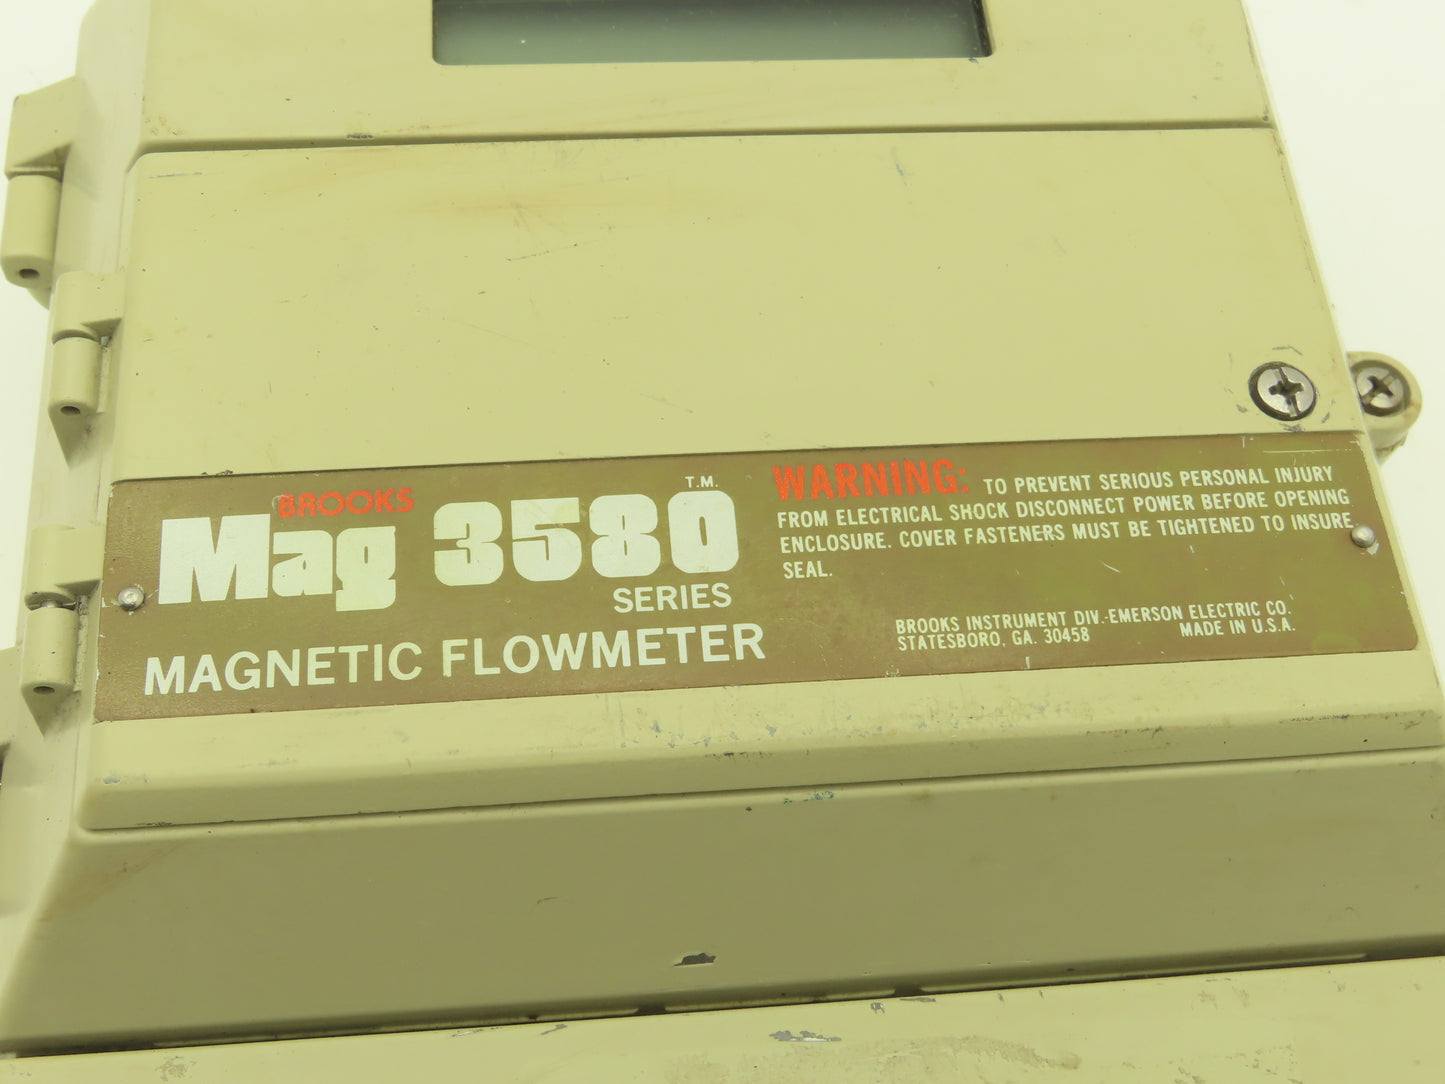 BROOKS
Mag 3580 T.M.
SERIES
MAGNETIC FLOWMETER
WARNING: TO PREVENT SERIOUS PERSONAL INJURY
FROM ELECTRICAL SHOCK DISCONNECT POWER BEFORE OPENING
ENCLOSURE. COVER FASTENERS MUST BE TIGHTENED TO INSURE
SEAL.
BROOKS INSTRUMENT DIV.-EMERSON ELECTRIC CO.
STATESBORO, GA. 30458 MADE IN U.S.A.